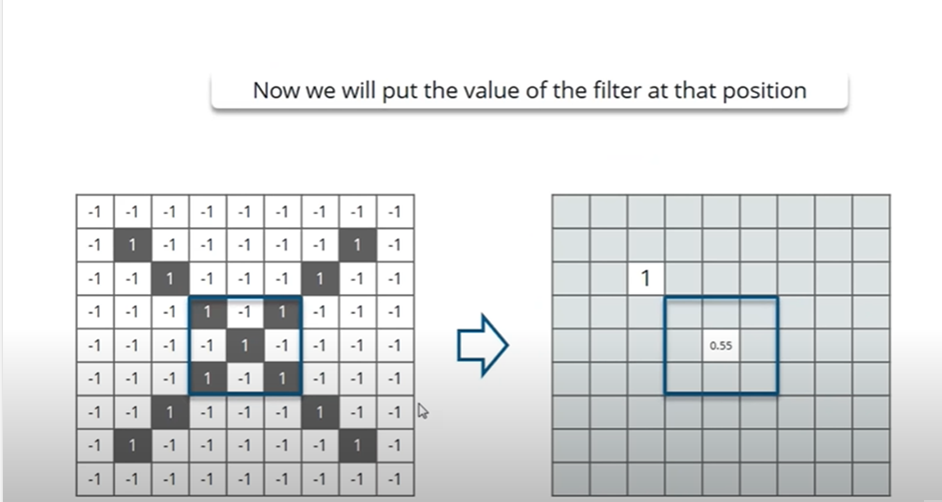 Now we will put the value of the filter at that position
-1 -1 -1 -1 -1 -1 -1 -1 -1
-1 1 -1 -1 -1 -1 -1 1 -1
-1 -1 1 -1 -1 -1 1 -1 -1
-1 -1 -1 1 -1 1 -1 -1 -1
-1 -1 -1 -1 1 -1 -1 -1 -1
-1 -1 -1 1 -1 1 -1 -1 -1
-1 -1 1 -1 -1 -1 1 -1 -1
-1 1 -1 -1 -1 -1 -1 1 -1
-1 -1 -1 -1 -1 -1 -1 -1 -1
1
0.55